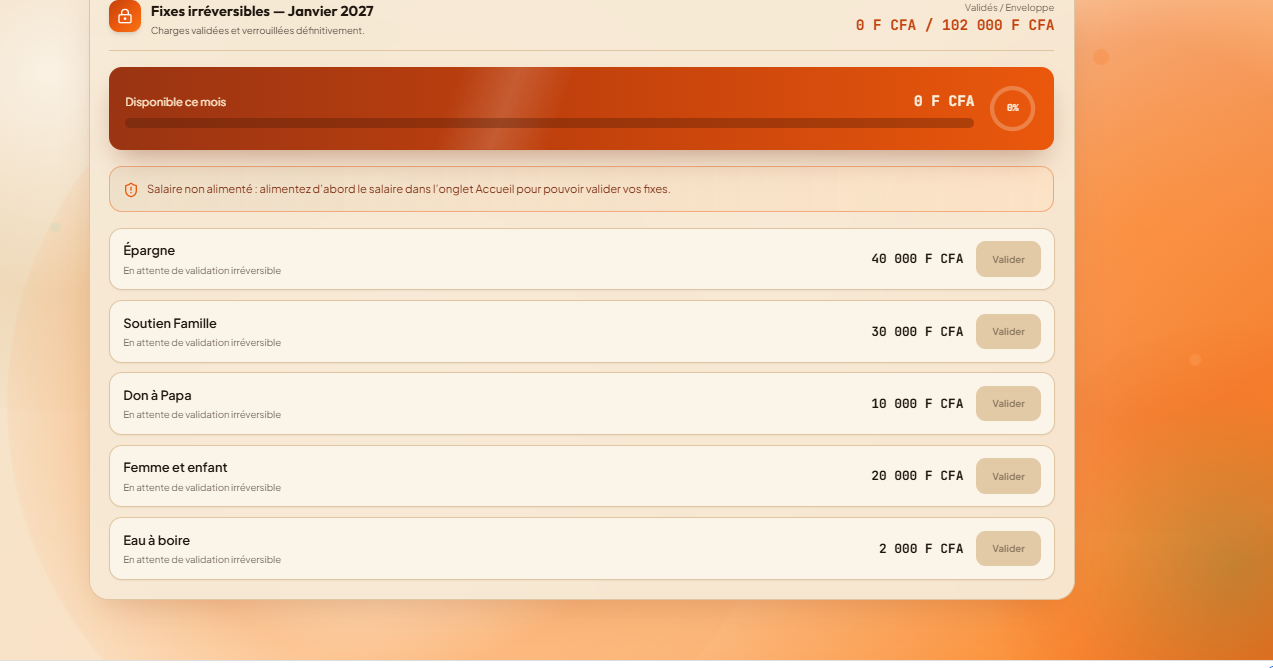 Fixes irréversibles — Janvier 2027
Charges validées et verrouillées définitivement.
Validés / Enveloppe
0 F CFA / 102 000 F CFA
Disponible ce mois
0 F CFA
0%
Salaire non alimenté : alimentez d'abord le salaire dans l'onglet Accueil pour pouvoir valider vos fixes.
Épargne
En attente de validation irréversible
40 000 F CFA
Valider
Soutien Famille
En attente de validation irréversible
30 000 F CFA
Valider
Don à Papa
En attente de validation irréversible
10 000 F CFA
Valider
Femme et enfant
En attente de validation irréversible
20 000 F CFA
Valider
Eau à boire
En attente de validation irréversible
2 000 F CFA
Valider